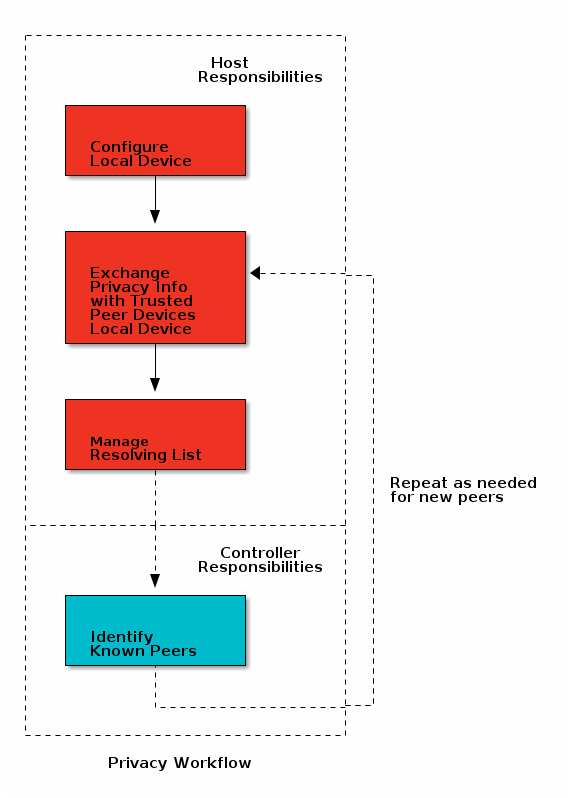 Host
Responsibilities
Configure
Local Device
Exchange
Privacy Info
with Trusted
Peer Devices
Local Device
Manage
Resolving List
Repeat as needed
for new peers
Controller
Responsibilities
Identify
Known Peers
Privacy Workflow